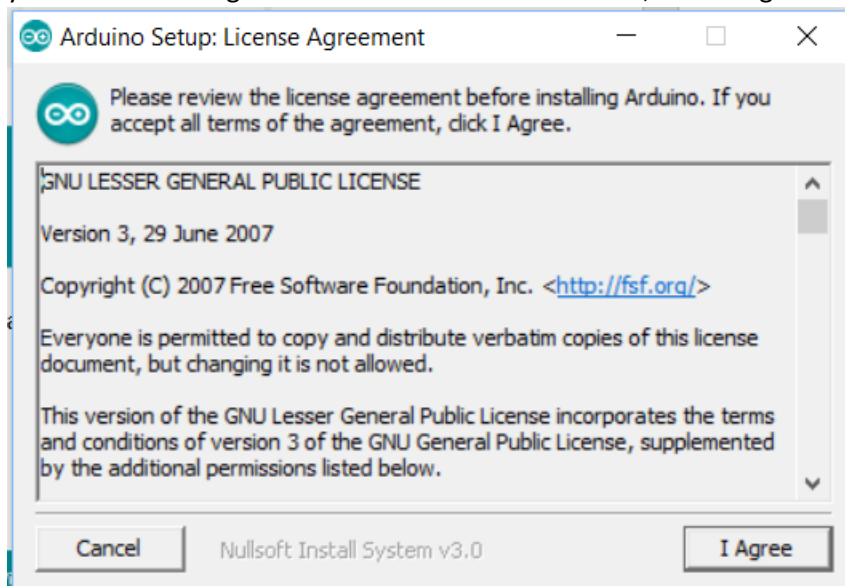 Arduino Setup: License Agreement
Please review the license agreement before installing Arduino. If you
accept all terms of the agreement, click I Agree.
GNU LESSER GENERAL PUBLIC LICENSE
Version 3, 29 June 2007
Copyright (C) 2007 Free Software Foundation, Inc. <http://fsf.org/>
Everyone is permitted to copy and distribute verbatim copies of this license
document, but changing it is not allowed.
This version of the GNU Lesser General Public License incorporates the terms
and conditions of version 3 of the GNU General Public License, supplemented
by the additional permissions listed below.
Cancel
Nullsoft Install System v3.0
I Agree